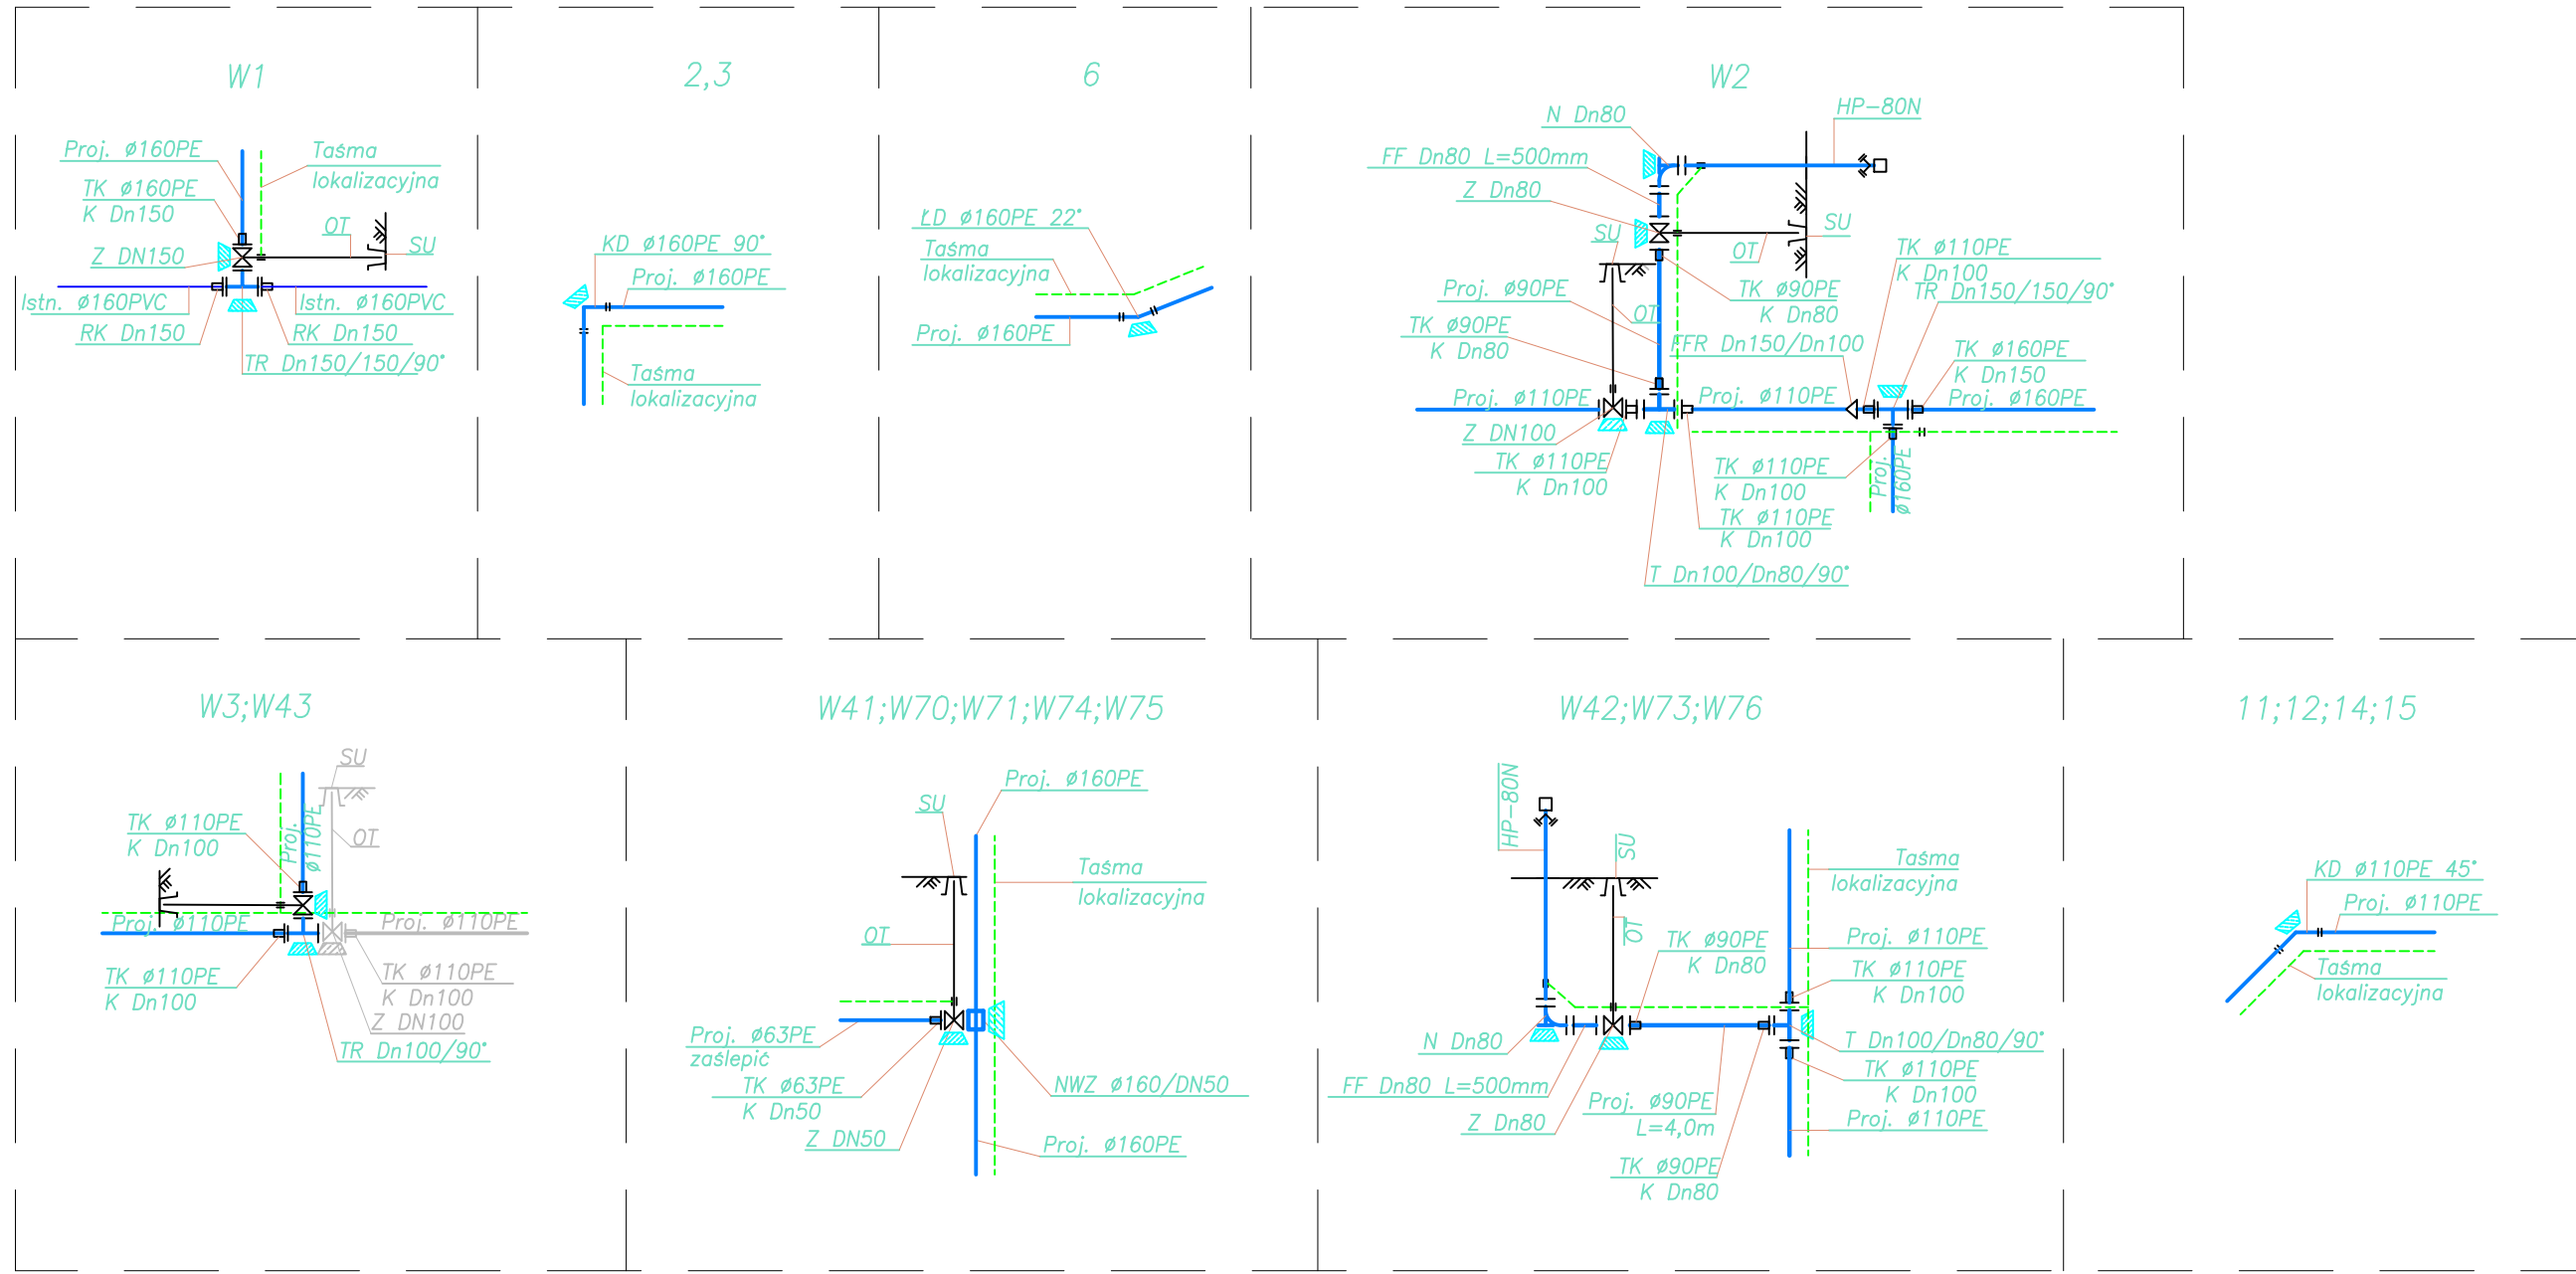 W1
Proj. ø160PE
Taśma
lokalizacyjna
TK ø160PE
K Dn150
OT
SU
Z DN150
Istn. ø160PVC
Istn. ø160PVC
RK Dn150
RK Dn150
TR Dn150/150/90°
2,3
KD ø160PE 90°
Proj. ø160PE
Taśma
lokalizacyjna
6
ŁD ø160PE 22°
Taśma
lokalizacyjna
Proj. ø160PE
W2
N Dn80
HP-80N
FF Dn80 L=500mm
Z Dn80
SU
SU
OT
TK ø110PE
K Dn100
TR Dn150/150/90°
Proj. ø90PE
TK ø90PE
K Dn80
OT
TK ø90PE
K Dn80
FFR Dn150/Dn100
TK ø160PE
K Dn150
Proj. ø110PE
Proj. ø110PE
Proj. ø160PE
Z DN100
TK ø110PE
K Dn100
TK ø110PE
K Dn100
Proj.
ø160PE
TK ø110PE
K Dn100
T Dn100/Dn80/90°
W3;W43
SU
TK ø110PE
K Dn100
Proj.
ø110PE
OT
Proj. ø110PE
Proj. ø110PE
TK ø110PE
K Dn100
TK ø110PE
K Dn100
Z DN100
TR Dn100/90°
W41;W70;W71;W74;W75
Proj. ø160PE
SU
Taśma
lokalizacyjna
OT
Proj. ø63PE
zaślepić
TK ø63PE
K Dn50
NWZ ø160/DN50
Z DN50
Proj. ø160PE
W42;W73;W76
HP-80N
SU
Taśma
lokalizacyjna
OT
TK ø90PE
K Dn80
Proj. ø110PE
TK ø110PE
K Dn100
N Dn80
T Dn100/Dn80/90°
FF Dn80 L=500mm
TK ø110PE
K Dn100
Proj. ø90PE
L=4,0m
Z Dn80
Proj. ø110PE
TK ø90PE
K Dn80
11;12;14;15
KD ø110PE 45°
Proj. ø110PE
Taśma
lokalizacyjna